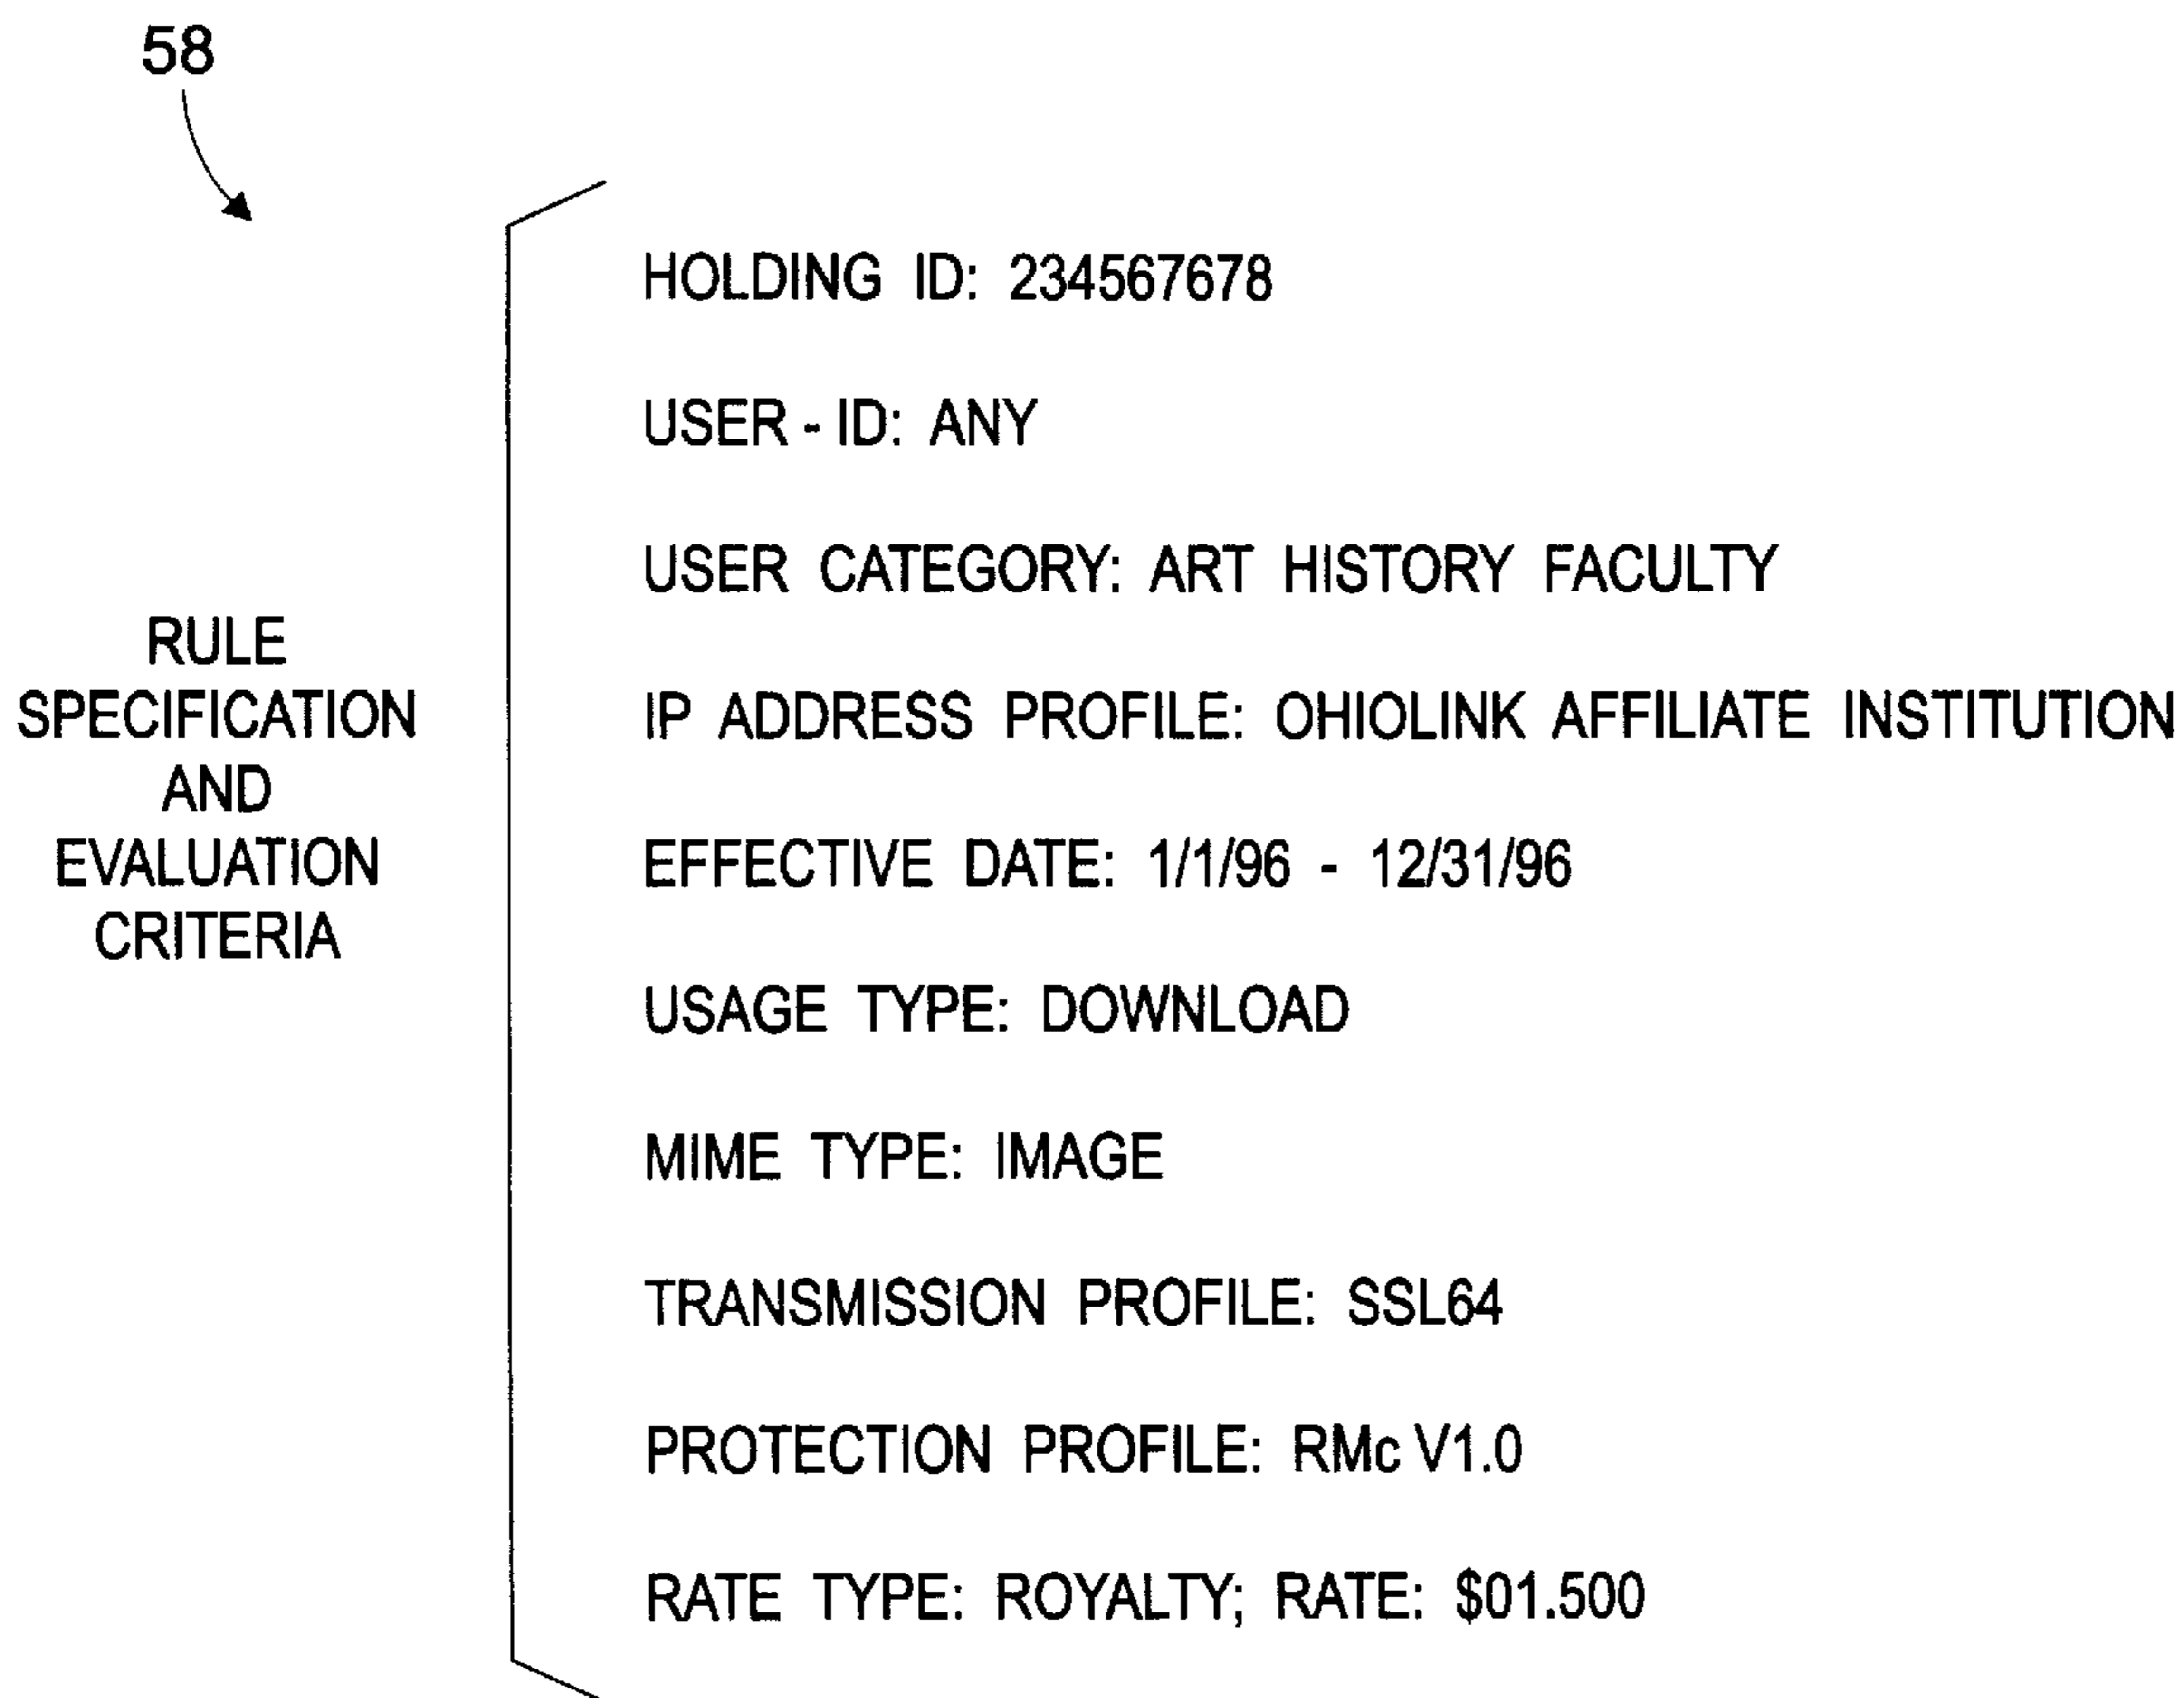 58
RULE
SPECIFICATION
AND
EVALUATION
CRITERIA
HOLDING ID: 234567678
USER - ID: ANY
USER CATEGORY: ART HISTORY FACULTY
IP ADDRESS PROFILE: OHIOLINK AFFILIATE INSTITUTION
EFFECTIVE DATE: 1/1/96 - 12/31/96
USAGE TYPE: DOWNLOAD
MIME TYPE: IMAGE
TRANSMISSION PROFILE: SSL64
PROTECTION PROFILE: RMc V1.0
RATE TYPE: ROYALTY; RATE: $01.500